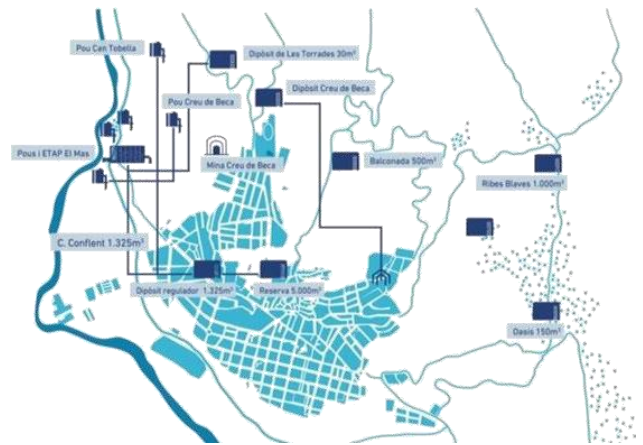 Pou Can Tobella
Dipòsit de Les Torrades 30m³
Dipòsit Creu de Beca
Pou Creu de Beca
Pous i ETAP El Mas
Mina Creu de Beca
Balconada 500m³
Ribes Blaves 1.000m³
C. Conflent 1.325m³
Dipòsit regulador 1.325m³
Reserva 5.000m³
Oasis 150m³